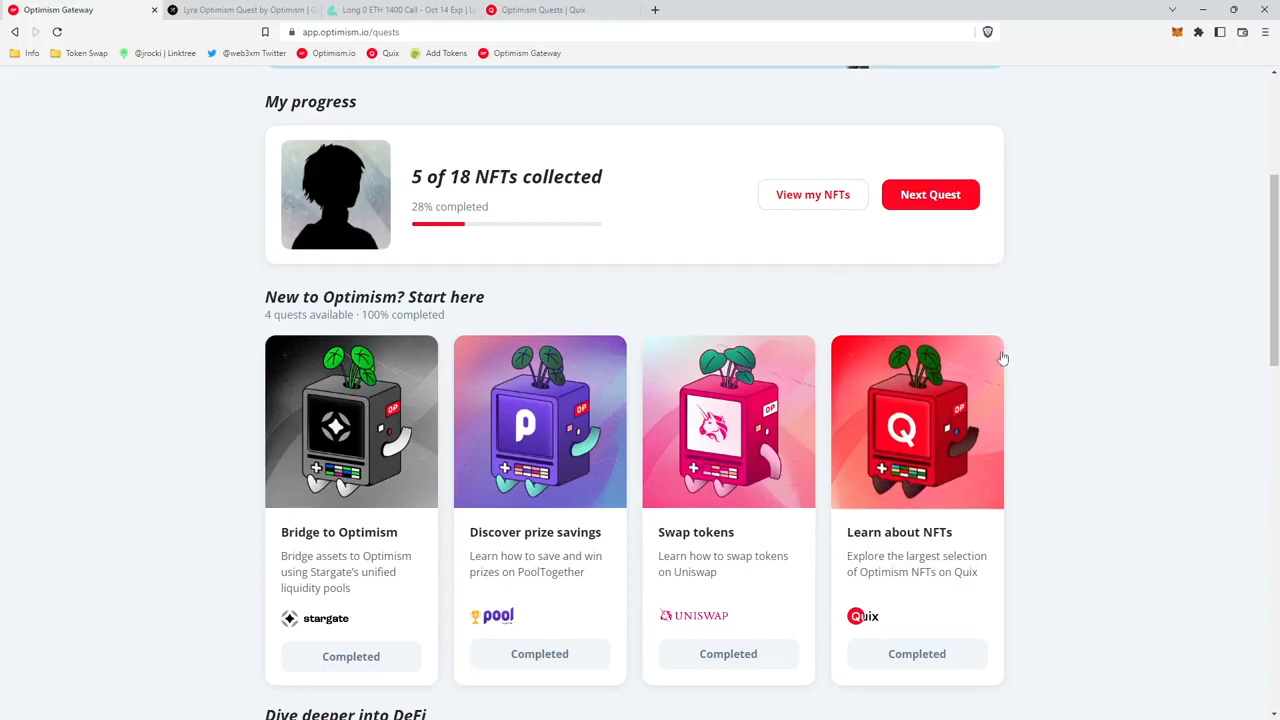 Optimism Gateway
Lyra Optimism Quest by Optimism | G
Long 0 ETH 1400 Call - Oct 14 Exp | Ly
Optimism Quests | Quix
app.optimism.io/quests
Info
Token Swap
@jrocki | Linktree
@web3xm Twitter
Optimism.io
Quix
Add Tokens
Optimism Gateway
My progress
5 of 18 NFTs collected
28% completed
View my NFTs
Next Quest
New to Optimism? Start here
4 quests available · 100% completed
OP
OP
OP
OP
Q
Bridge to Optimism
Bridge assets to Optimism
using Stargate's unified
liquidity pools
stargate
Completed
Discover prize savings
Learn how to save and win
prizes on PoolTogether
pool
Completed
Swap tokens
Learn how to swap tokens
on Uniswap
UNISWAP
Completed
Learn about NFTs
Explore the largest selection
of Optimism NFTs on Quix
Quix
Completed
Dive deeper into DeFi